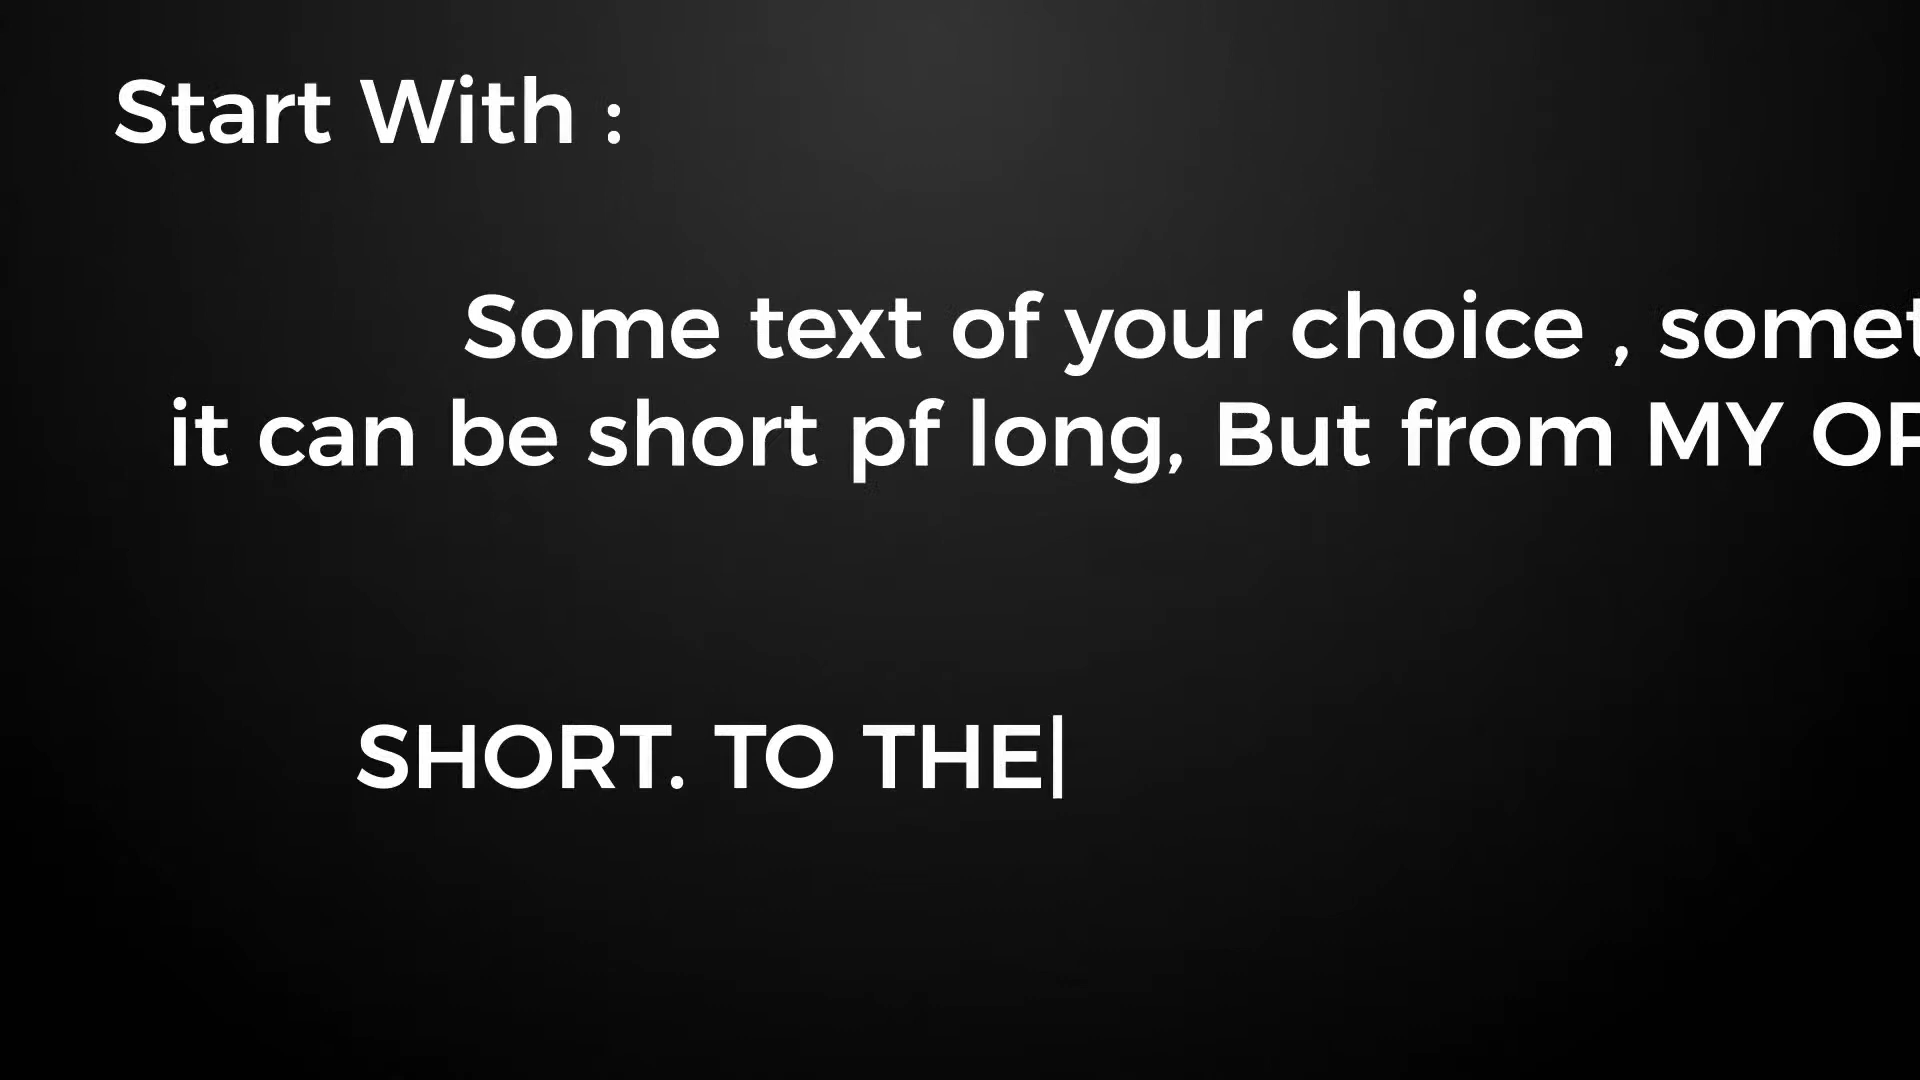 Start With :
Some text of your choice , somet
it can be short pf long, But from MY OP
SHORT. TO THE